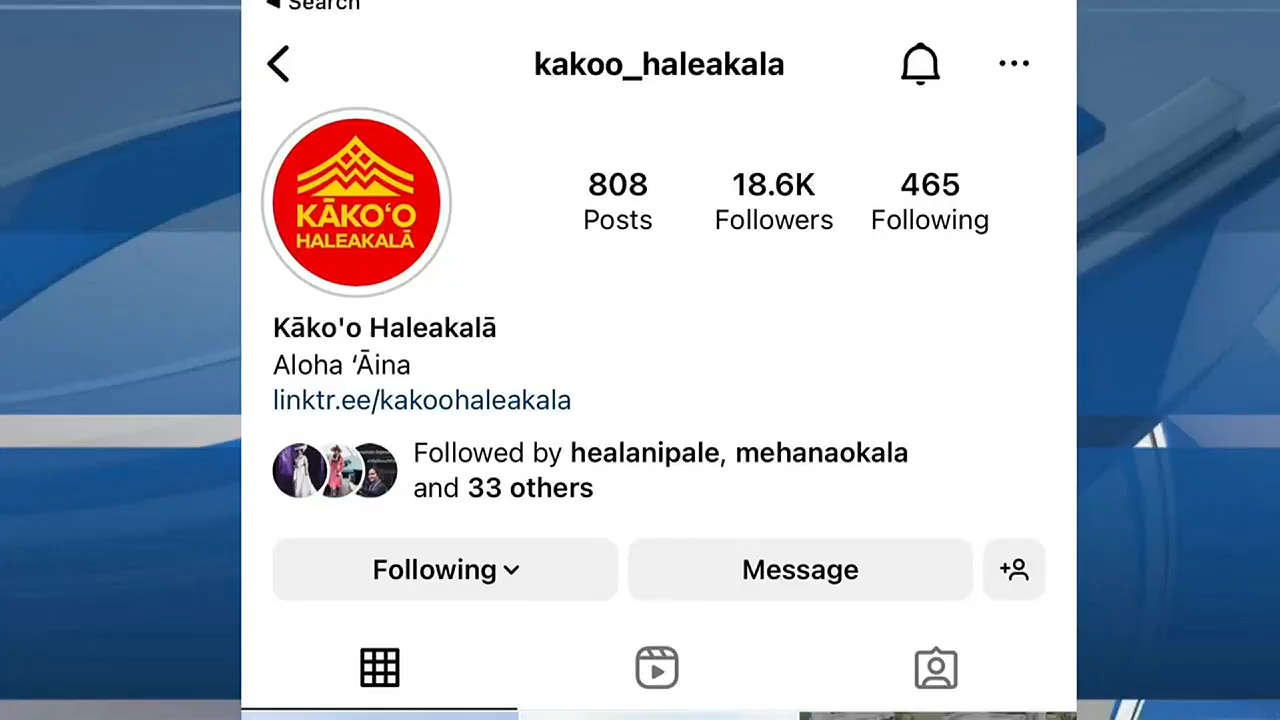 ◄ Search
kakoo_haleakala
KĀKOʻO
HALEAKALĀ
808
Posts
18.6K
Followers
465
Following
Kāko'o Haleakalā
Aloha ʻĀina
linktr.ee/kakoohaleakala
Followed by healanipale, mehanaokala
and 33 others
Following
Message